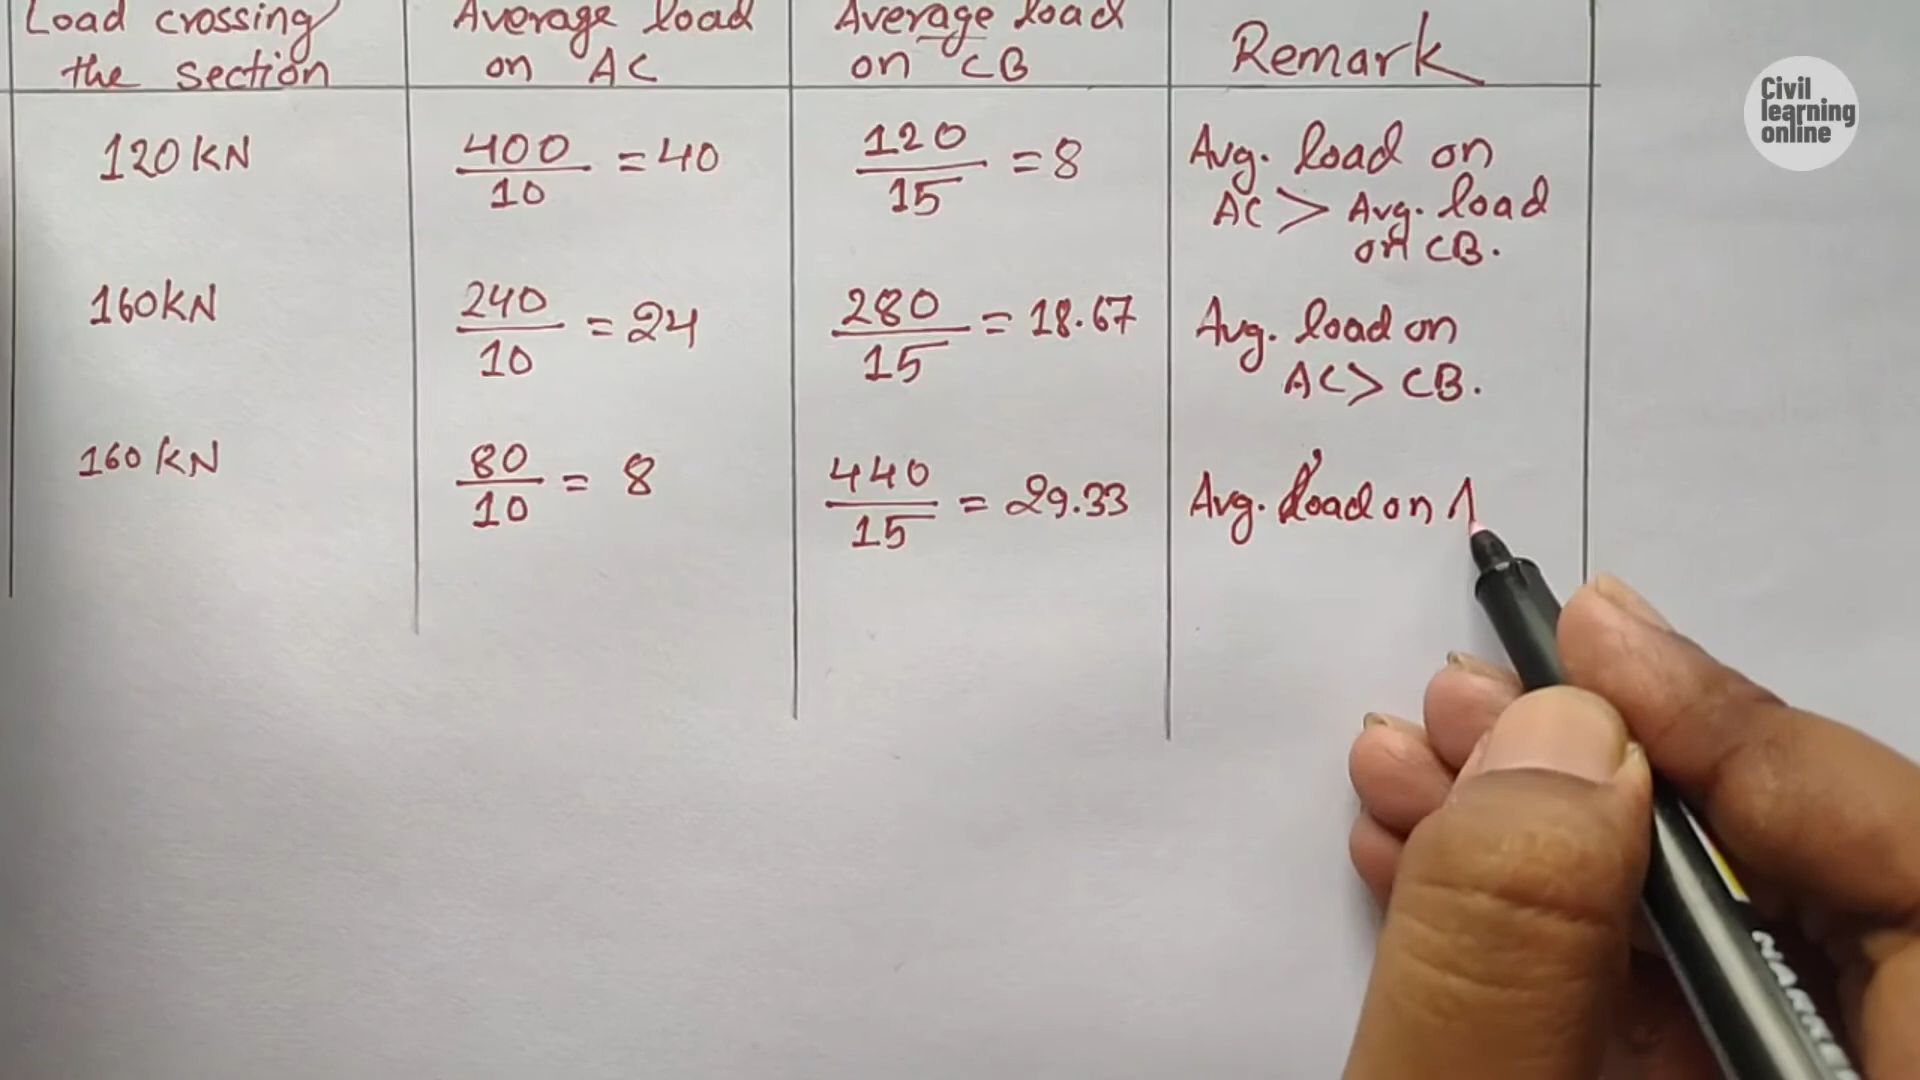 Load crossing
the section
Average load
on AC
Average load
on CB
Remark
Civil
learning
online
120 KN
400/10 = 40
120/15 = 8
Avg. load on
AC > Avg. load
on CB.
160 KN
240/10 = 24
280/15 = 18.67
Avg. load on
AC > CB.
160 KN
80/10 = 8
440/15 = 29.33
Avg. load on A